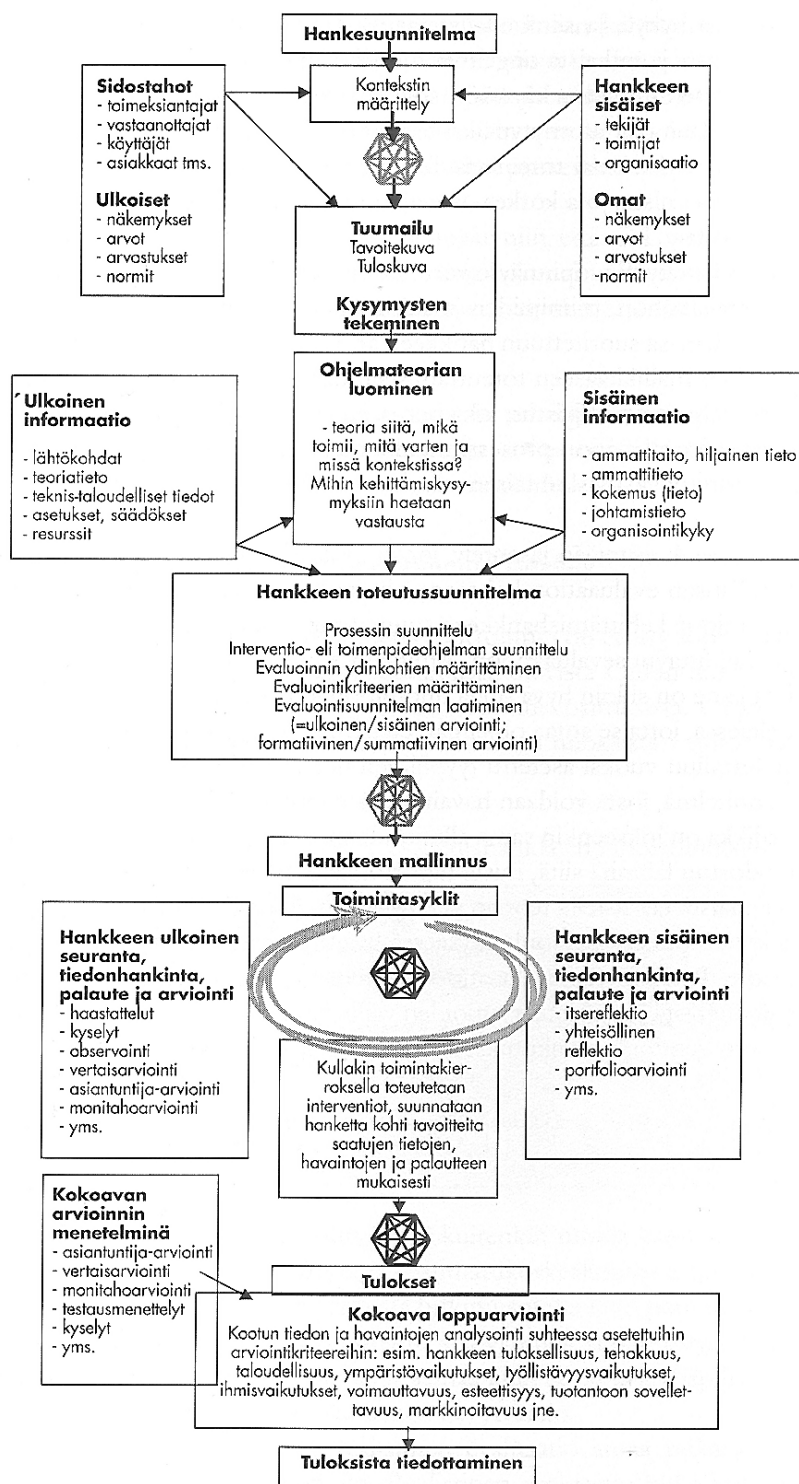 Hankesuunnitelma
Kontekstin
määrittely
Sidostahot
- toimeksiantajat
- vastaanottajat
- käyttäjät
- asiakkaat tms.
Ulkoiset
- näkemykset
- arvot
- arvostukset
- normit
Hankkeen
sisäiset
- tekijät
- toimijat
- organisaatio
Omat
- näkemykset
- arvot
- arvostukset
-normit
Tuumailu
Tavoitekuva
Tuloskuva
Kysymysten
tekeminen
Ohjelmateorian
luominen
- teoria siitä, mikä
toimii, mitä varten ja
missä kontekstissa?
Mihin kehittämiskysy-
myksiin haetaan
vastausta
Ulkoinen
informaatio
- lähtökohdat
- teoriatieto
- teknis-taloudelliset tiedot
- asetukset, säädökset
- resurssit
Sisäinen
informaatio
- ammattitaito, hiljainen tieto
- ammattitieto
- kokemus (tieto)
- johtamistieto
- organisointikyky
Hankkeen toteutussuunnitelma
Prosessin suunnittelu
Interventio- eli toimenpideohjelman suunnittelu
Evaluoinnin ydinkohtien määrittäminen
Evaluointikriteerien määrittäminen
Evaluointisuunnitelman laatiminen
(=ulkoinen/sisäinen arviointi;
formatiivinen/summatiivinen arviointi)
Hankkeen mallinnus
Toimintasyklit
Hankkeen ulkoinen
seuranta,
tiedonhankinta,
palaute ja arviointi
- haastattelut
- kyselyt
- observointi
- vertaisarviointi
- asiantuntija-arviointi
- monitahoarviointi
- yms.
Hankkeen sisäinen
seuranta,
tiedonhankinta,
palaute ja arviointi
- itsereflektio
- yhteisöllinen
reflektio
- portfolioarviointi
- yms.
Kullakin toimintakier-
roksella toteutetaan
interventiot, suunnataan
hanketta kohti tavoitteita
saatujen tietojen,
havaintojen ja palautteen
mukaisesti
Kokoavan
arvioinnin
menetelminä
- asiantuntija-arviointi
- vertaisarviointi
- monitahoarviointi
- testausmenettelyt
- kyselyt
- yms.
Tulokset
Kokoava loppuarviointi
Kootun tiedon ja havaintojen analysointi suhteessa asetettuihin
arviointikriteereihin: esim. hankkeen tuloksellisuus, tehokkuus,
taloudellisuus, ympäristövaikutukset, työllistävyysvaikutukset,
ihmisvaikutukset, voimauttavuus, esteettisyys, tuotantoon sovellet-
tavuus, markkinoitavuus jne.
Tuloksista tiedottaminen